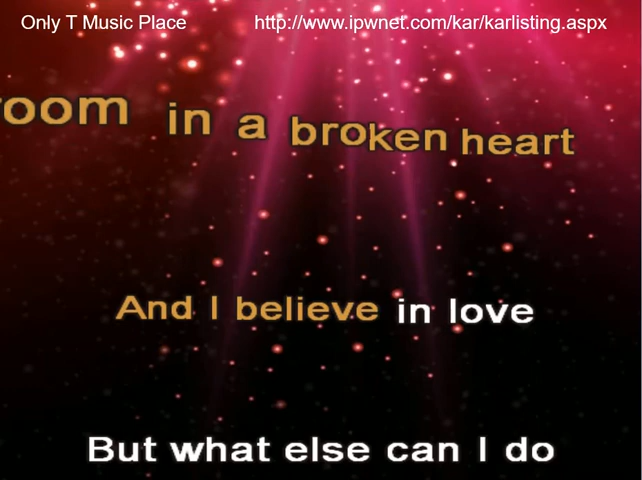 Only T Music Place http://www.ipwnet.com/kar/karlisting.aspx
in a broken heart
And I believe in love
But what else can I do